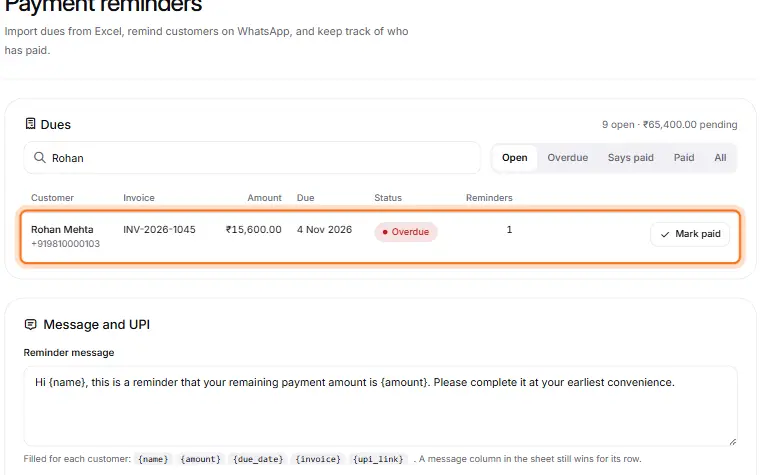 Payment reminders
Import dues from Excel, remind customers on WhatsApp, and keep track of who
has paid.
Dues
9 open · ₹65,400.00 pending
Rohan
Open Overdue Says paid Paid All
Customer Invoice Amount Due Status Reminders
Rohan Mehta INV-2026-1045 ₹15,600.00 4 Nov 2026 Overdue 1 Mark paid
+919810000103
Message and UPI
Reminder message
Hi {name}, this is a reminder that your remaining payment amount is {amount}. Please complete it at your earliest convenience.
Filled for each customer: {name} {amount} {due_date} {invoice} {upi_link} . A message column in the sheet still wins for its row.